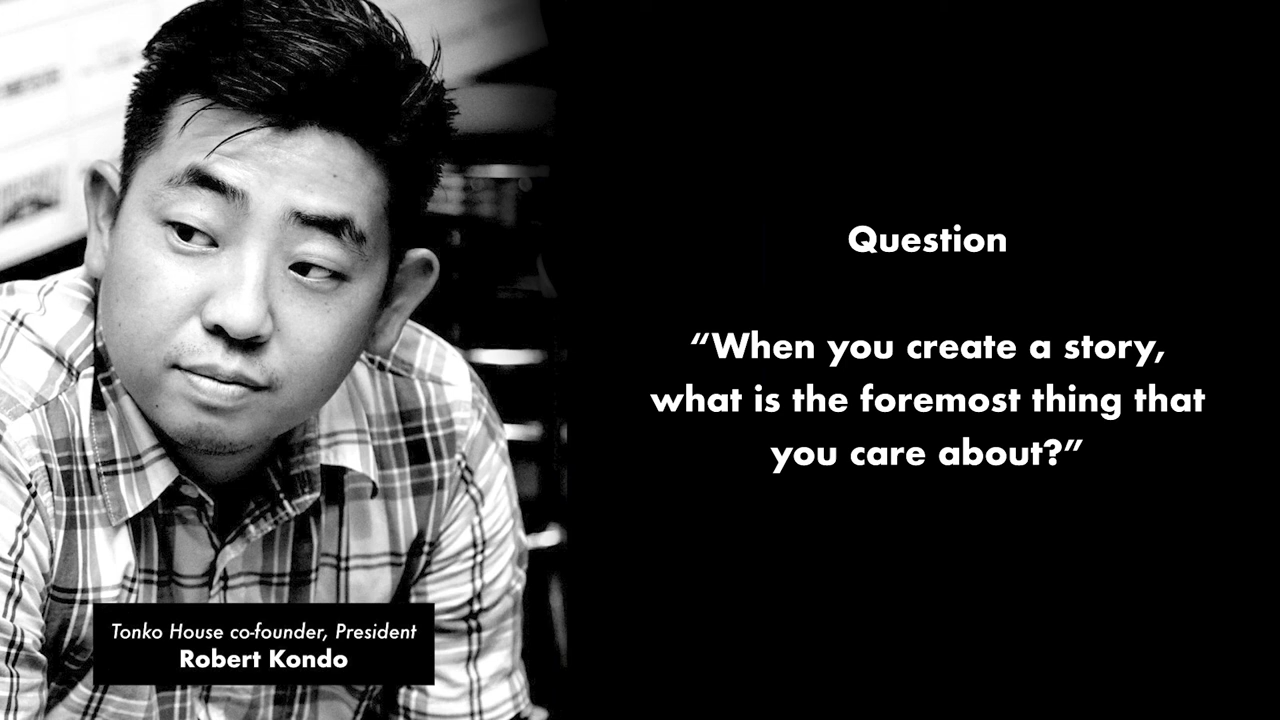 Question
“When you create a story,
what is the foremost thing that
you care about?”
Tonko House co-founder, President
Robert Kondo